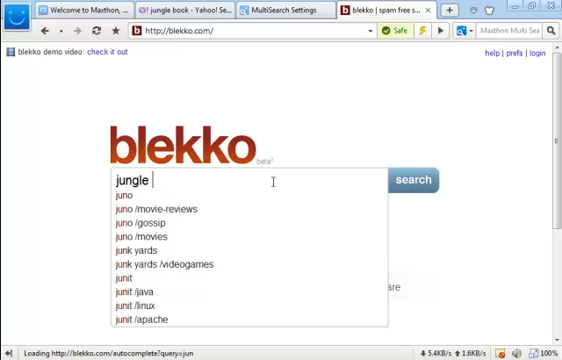 Welcome to Maxthon, ...
jungle book - Yahoo! Se...
MultiSearch Settings
blekko | spam free s
http://blekko.com/
Safe
Maxthon Multi Sea
blekko demo video: check it out
help | prefs | login
blekko
beta²
jungle
search
juno
juno /movie-reviews
juno /gossip
juno /movies
junk yards
junk yards /videogames
junit
junit /java
junit /linux
junit /apache
are
Loading http://blekko.com/autocomplete?query=jun
5.4KB/s
1.6KB/s
100%